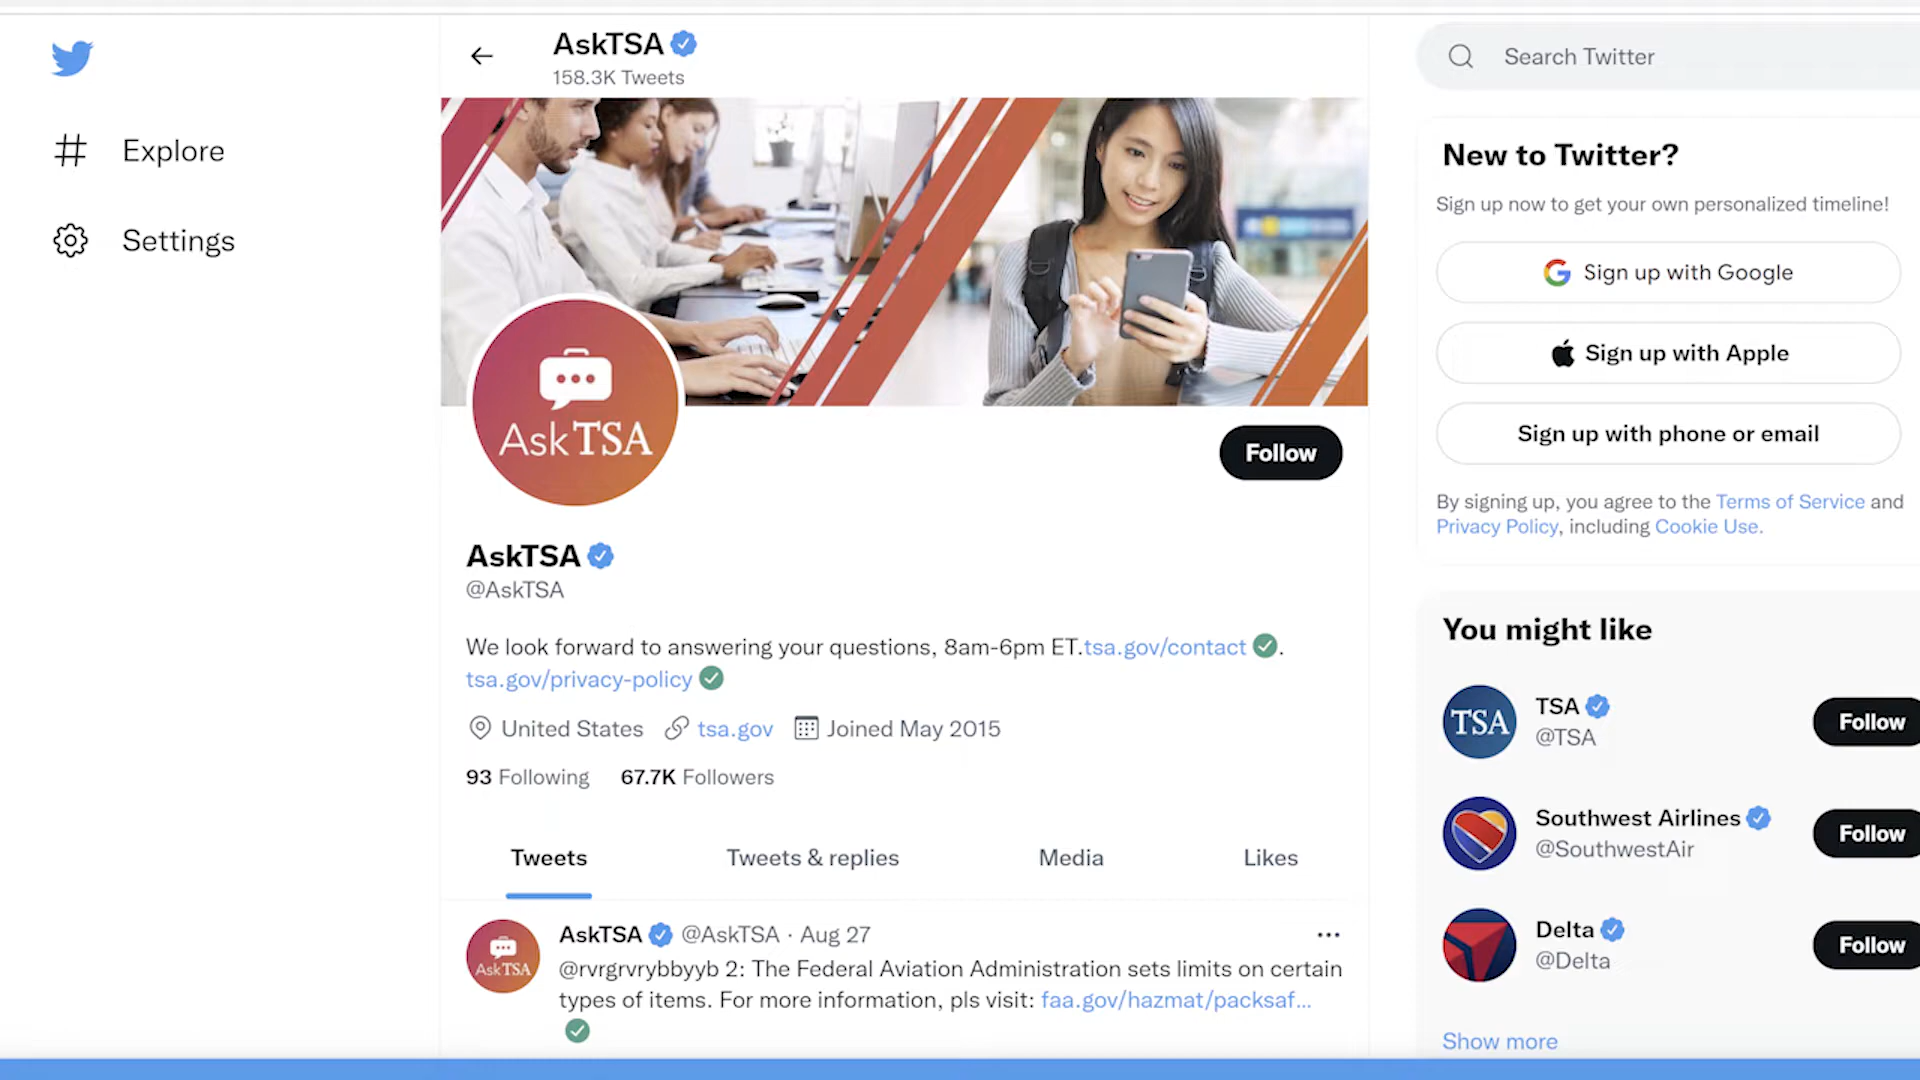 AskTSA
158.3K Tweets
Search Twitter
Explore
Settings
New to Twitter?
Sign up now to get your own personalized timeline!
Sign up with Google
Sign up with Apple
Sign up with phone or email
By signing up, you agree to the Terms of Service and
Privacy Policy, including Cookie Use.
AskTSA
Follow
AskTSA
@AskTSA
We look forward to answering your questions, 8am-6pm ET.tsa.gov/contact .
tsa.gov/privacy-policy
United States tsa.gov Joined May 2015
93 Following 67.7K Followers
Tweets Tweets & replies Media Likes
AskTSA
AskTSA @AskTSA · Aug 27
@rvrgrvrybbyyb 2: The Federal Aviation Administration sets limits on certain
types of items. For more information, pls visit: faa.gov/hazmat/packsaf...
You might like
TSA
TSA
@TSA
Follow
Southwest Airlines
@SouthwestAir
Follow
Delta
@Delta
Follow
Show more